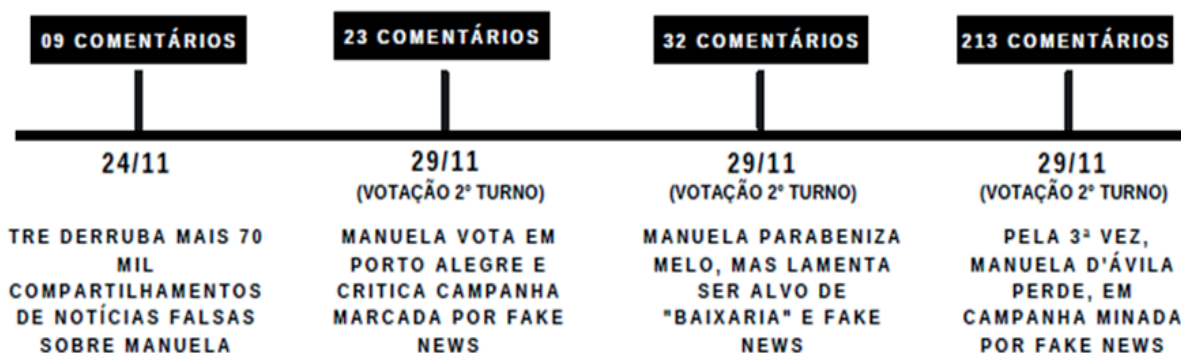 09 COMENTÁRIOS
23 COMENTÁRIOS
32 COMENTÁRIOS
213 COMENTÁRIOS
24/11
29/11
(VOTAÇÃO 2º TURNO)
29/11
(VOTAÇÃO 2º TURNO)
29/11
(VOTAÇÃO 2º TURNO)
TRE DERRUBA MAIS 70
MIL
COMPARTILHAMENTOS
DE NOTÍCIAS FALSAS
SOBRE MANUELA
MANUELA VOTA EM
PORTO ALEGRE E
CRITICA CAMPANHA
MARCADA POR FAKE
NEWS
MANUELA PARABENIZA
MELO, MAS LAMENTA
SER ALVO DE
"BAIXARIA" E FAKE
NEWS
PELA 3ª VEZ,
MANUELA D'ÁVILA
PERDE, EM
CAMPANHA MINADA
POR FAKE NEWS